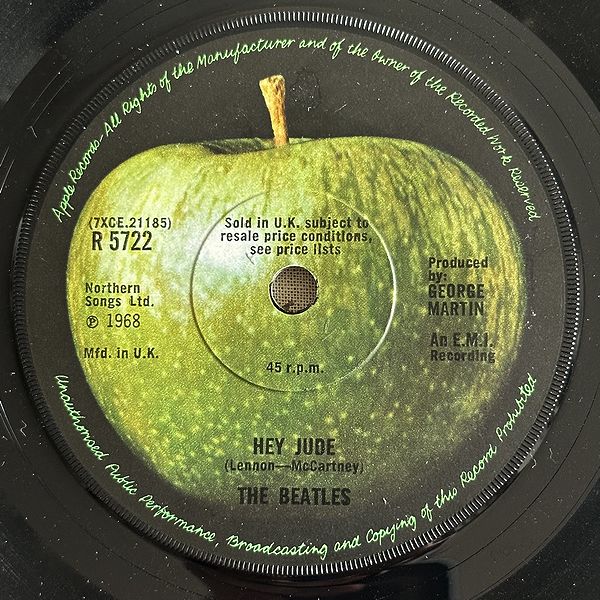 Apple Records-All Rights of the Manufacturer and of the Owner of the Recorded Work Reserved
(7XCE.21185)
R 5722
Sold in U.K. subject to
resale price conditions,
see price lists
Northern
Songs Ltd.
℗ 1968
Mfd. in U.K.
Produced
by:
GEORGE
MARTIN
An E.M.I.
Recording
45 r.p.m.
HEY JUDE
(Lennon—McCartney)
THE BEATLES
Unauthorised Public Performance, Broadcasting and Copying of this Record Prohibited